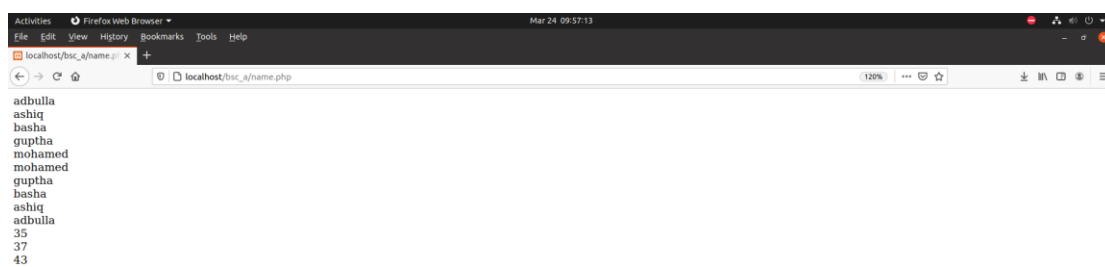 Activities Firefox Web Browser Mar 24 09:57:13
File Edit View History Bookmarks Tools Help
localhost/bsc_a/name.p
localhost/bsc_a/name.php 120%
adbulla
ashiq
basha
guptha
mohamed
mohamed
guptha
basha
ashiq
adbulla
35
37
43